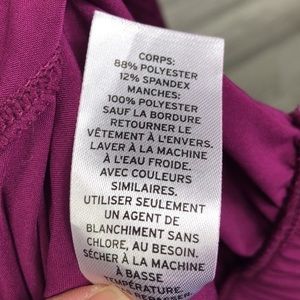 CORPS:
88% POLYESTER
12% SPANDEX
MANCHES:
100% POLYESTER
SAUF LA BORDURE
RETOURNER LE
VÊTEMENT À L'ENVERS.
LAVER À LA MACHINE
À L'EAU FROIDE.
AVEC COULEURS
SIMILAIRES.
UTILISER SEULEMENT
UN AGENT DE
BLANCHIMENT SANS
CHLORE, AU BESOIN.
SÉCHER À LA MACHINE
À BASSE
TEMPÉRATURE.